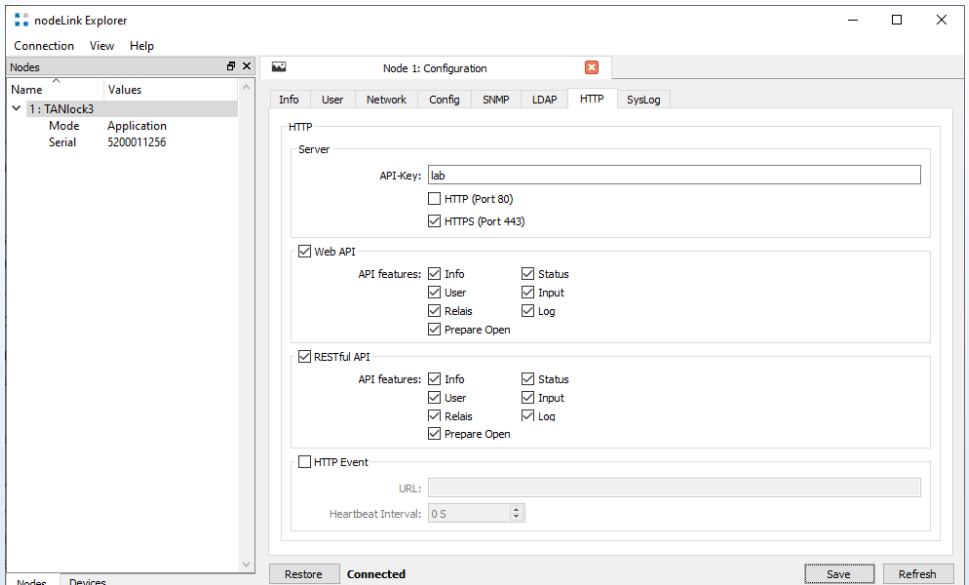 nodeLink Explorer
Connection View Help
Nodes
Node 1: Configuration
Name Values
1 : TANlock3
Mode Application
Serial 5200011256
Info User Network Config SNMP LDAP HTTP SysLog
HTTP
Server
API-Key: lab
HTTP (Port 80)
HTTPS (Port 443)
Web API
API features: Info Status
User Input
Relais Log
Prepare Open
RESTful API
API features: Info Status
User Input
Relais Log
Prepare Open
HTTP Event
URL:
Heartbeat Interval: 0 S
Nodes Devices
Restore Connected Save Refresh